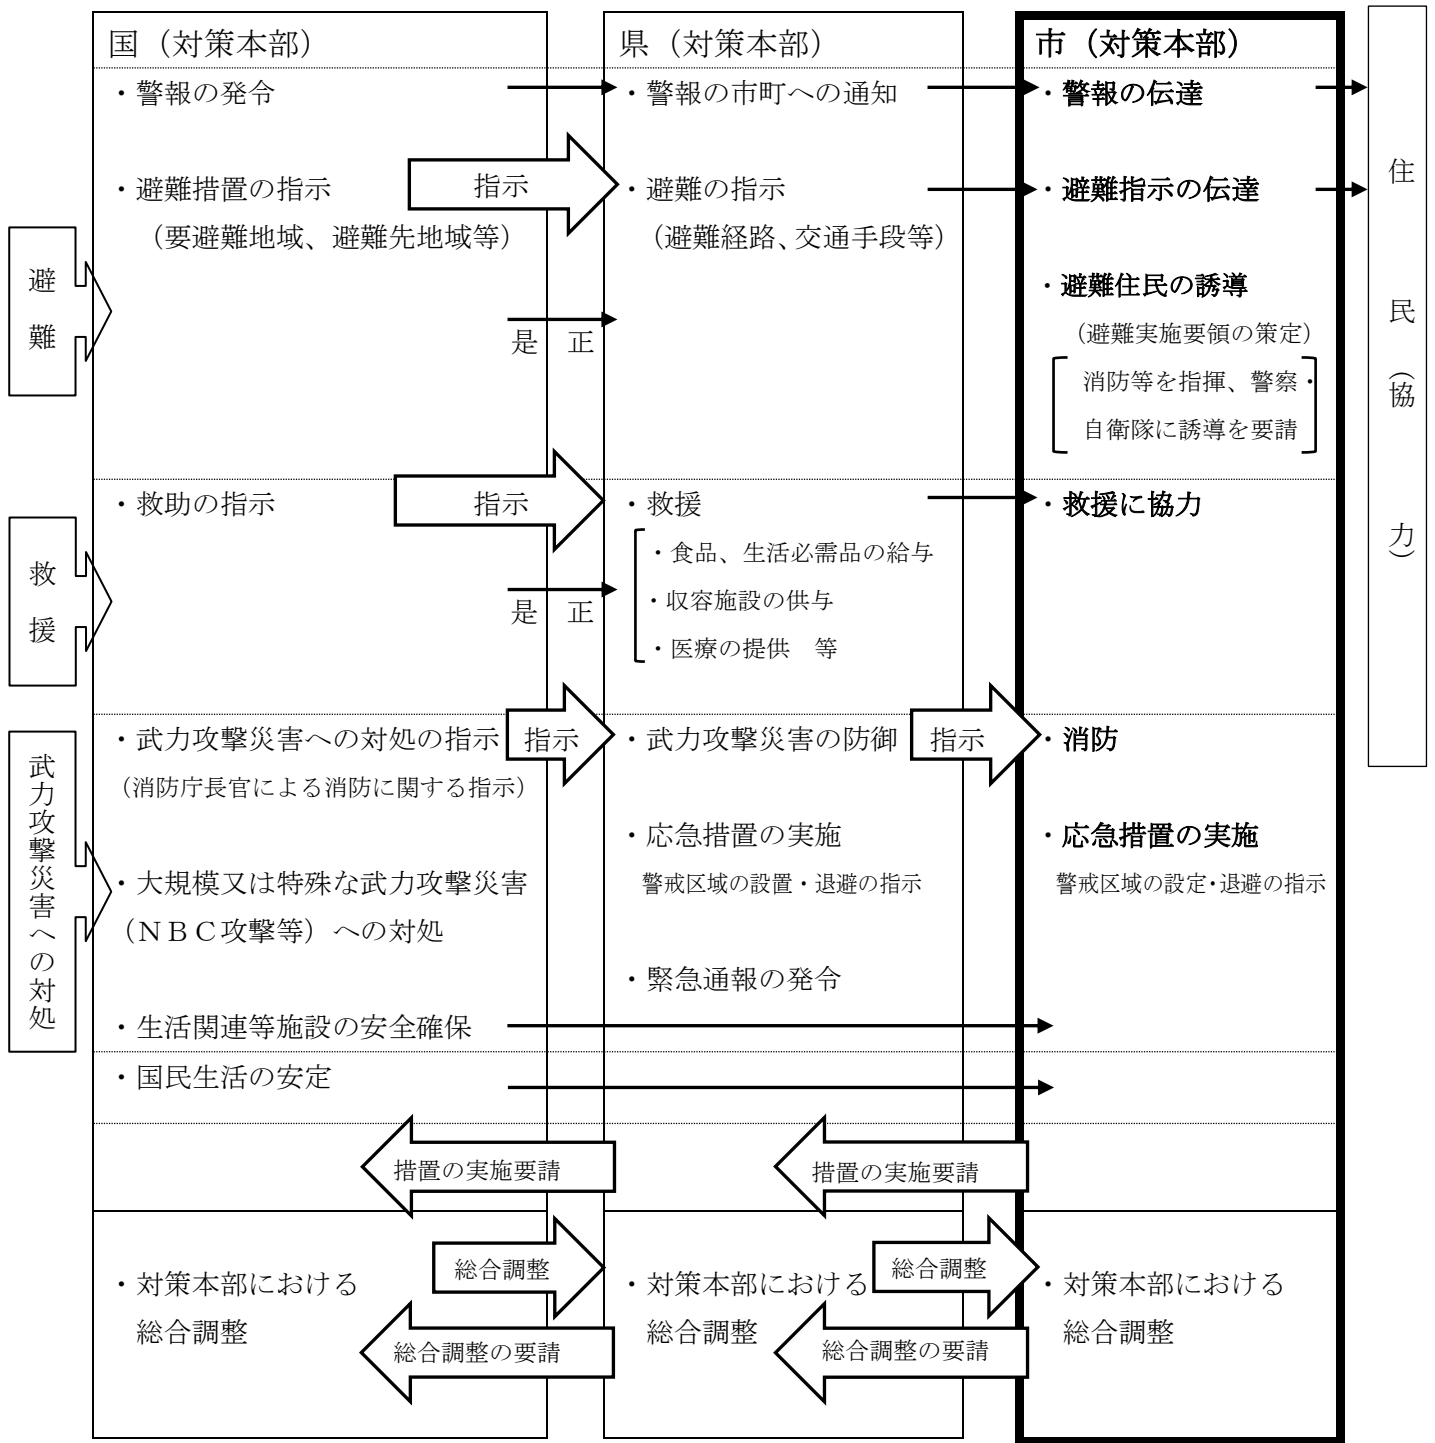 国（対策本部）
県（対策本部）
市（対策本部）
・警報の発令
・警報の市町への通知
・警報の伝達
・避難措置の指示
指示
・避難の指示
・避難指示の伝達
（要避難地域、避難先地域等）
（避難経路、交通手段等）
・避難住民の誘導
是　正
（避難実施要領の策定）
消防等を指揮、警察・
自衛隊に誘導を要請
避難
・救助の指示
指示
・救援
・救援に協力
・食品、生活必需品の給与
是　正
・収容施設の供与
・医療の提供　等
救援
・武力攻撃災害への対処の指示
指示
・武力攻撃災害の防御
指示
・消防
（消防庁長官による消防に関する指示）
・応急措置の実施
・応急措置の実施
・大規模又は特殊な武力攻撃災害
警戒区域の設置・退避の指示
警戒区域の設定・退避の指示
（ＮＢＣ攻撃等）への対処
・緊急通報の発令
・生活関連等施設の安全確保
武力攻撃災害への対処
・国民生活の安定
措置の実施要請
措置の実施要請
総合調整
総合調整
・対策本部における
総合調整
・対策本部における
総合調整
・対策本部における
総合調整
総合調整の要請
総合調整の要請
住民（協力）